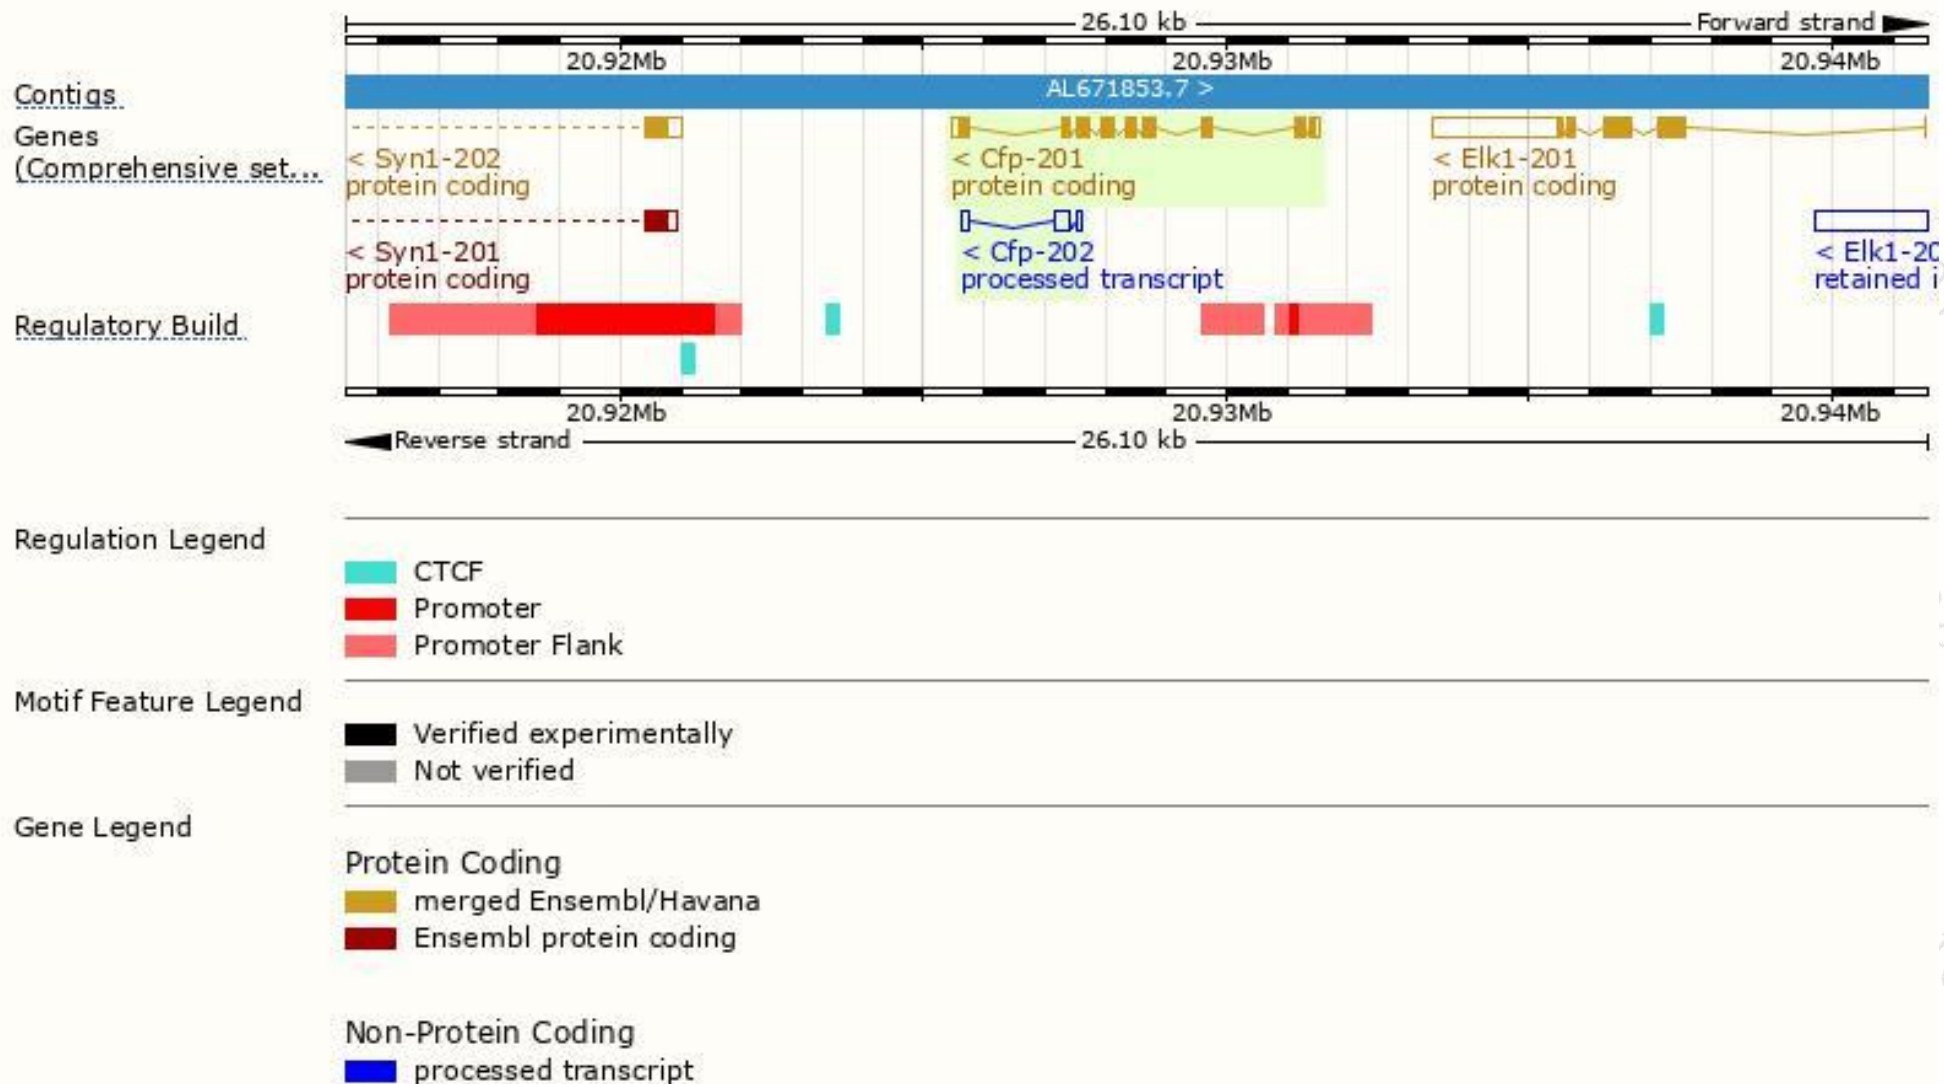 26.10 kb Forward strand
20.92Mb 20.93Mb 20.94Mb
Contigs AL671853.7 >
Genes
(Comprehensive set...
< Syn1-202 < Cfp-201 < Elk1-201
protein coding protein coding protein coding
< Syn1-201 < Cfp-202 < Elk1-20
protein coding processed transcript retained i
Regulatory Build
20.92Mb 20.93Mb 20.94Mb
Reverse strand 26.10 kb
Regulation Legend
CTCF
Promoter
Promoter Flank
Motif Feature Legend
Verified experimentally
Not verified
Gene Legend
Protein Coding
merged Ensembl/Havana
Ensembl protein coding
Non-Protein Coding
processed transcript